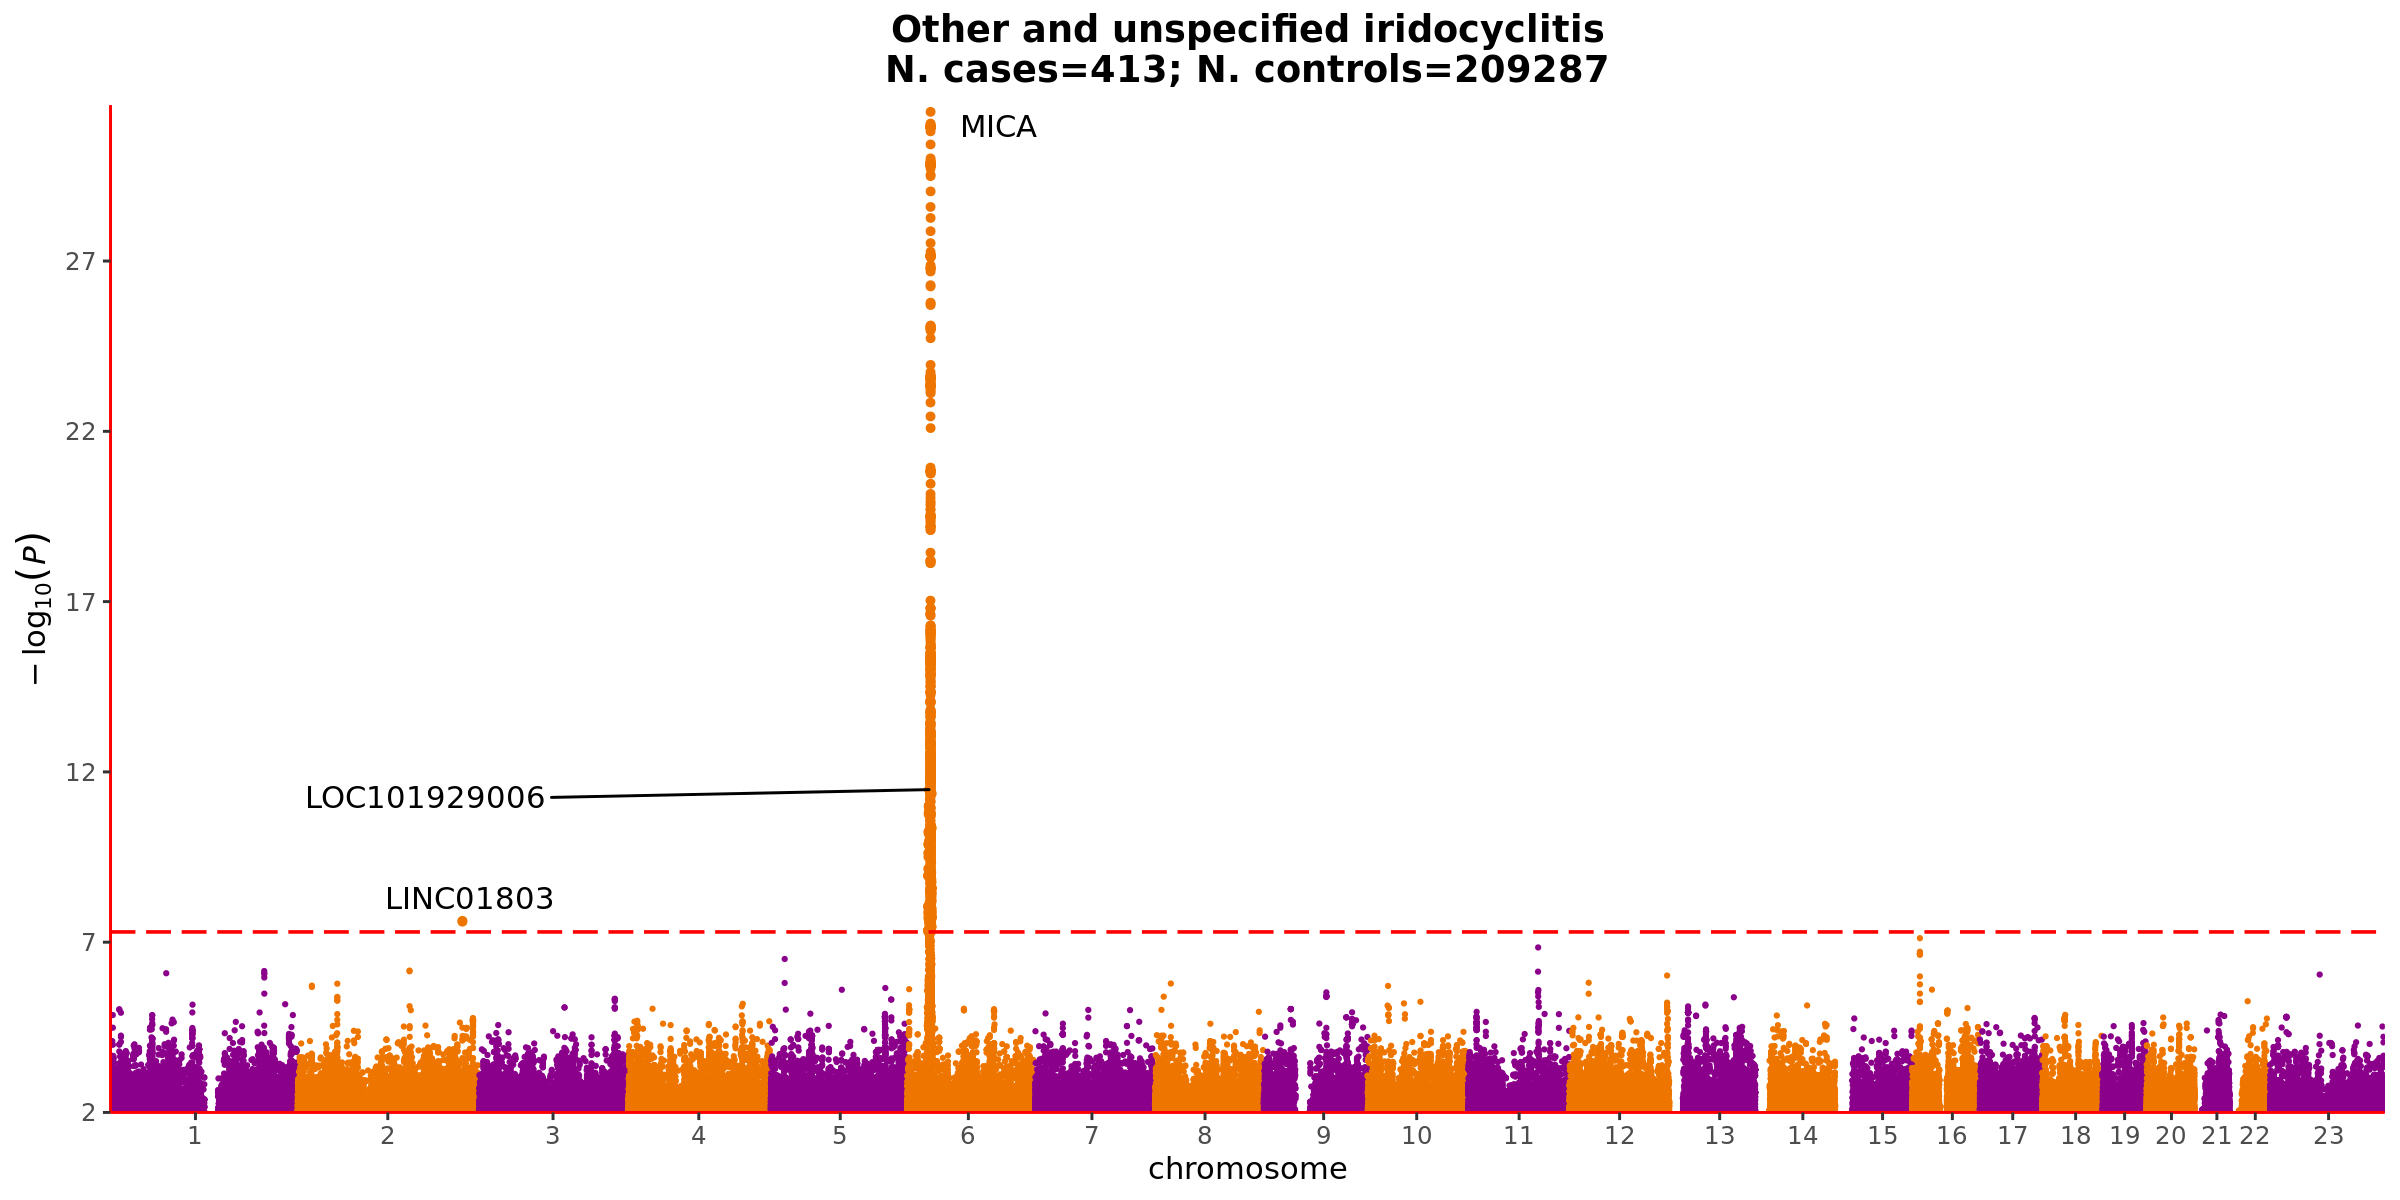 Other and unspecified iridocyclitis
N. cases=413; N. controls=209287
MICA
27
22
17
12
7
2
− log10(P)
LOC101929006
LINC01803
1 2 3 4 5 6 7 8 9 10 11 12 13 14 15 16 17 18 19 20 21 22 23
chromosome